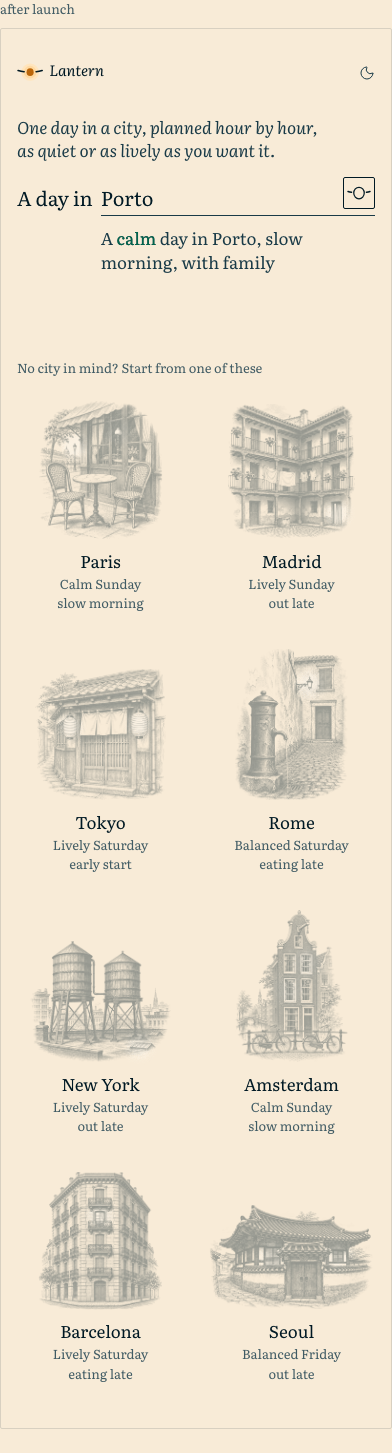 after launch
Lantern
One day in a city, planned hour by hour,
as quiet or as lively as you want it.
A day in Porto
A calm day in Porto, slow
morning, with family
No city in mind? Start from one of these
Paris
Calm Sunday
slow morning
Madrid
Lively Sunday
out late
Tokyo
Lively Saturday
early start
Rome
Balanced Saturday
eating late
New York
Lively Saturday
out late
Amsterdam
Calm Sunday
slow morning
Barcelona
Lively Saturday
eating late
Seoul
Balanced Friday
out late